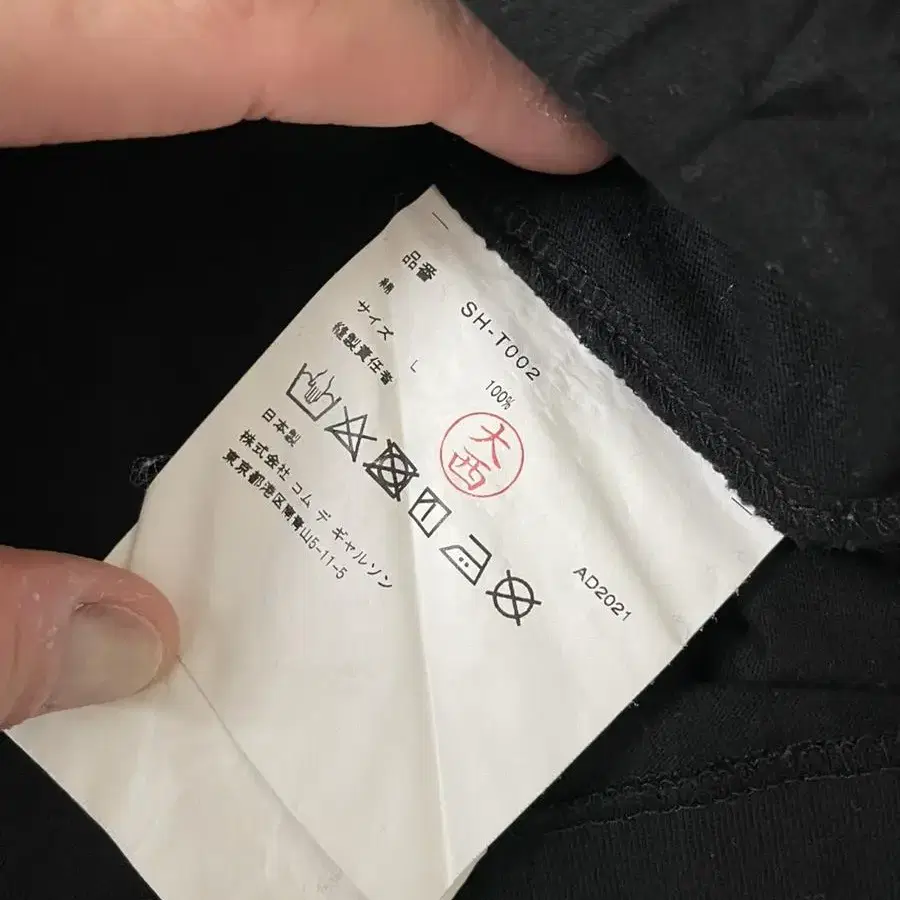 品番 SH-T002
綿 100%
サイズ L
縫製責任者 大西
AD2021
日本製
株式会社 コム デ ギャルソン
東京都港区南青山5-11-5